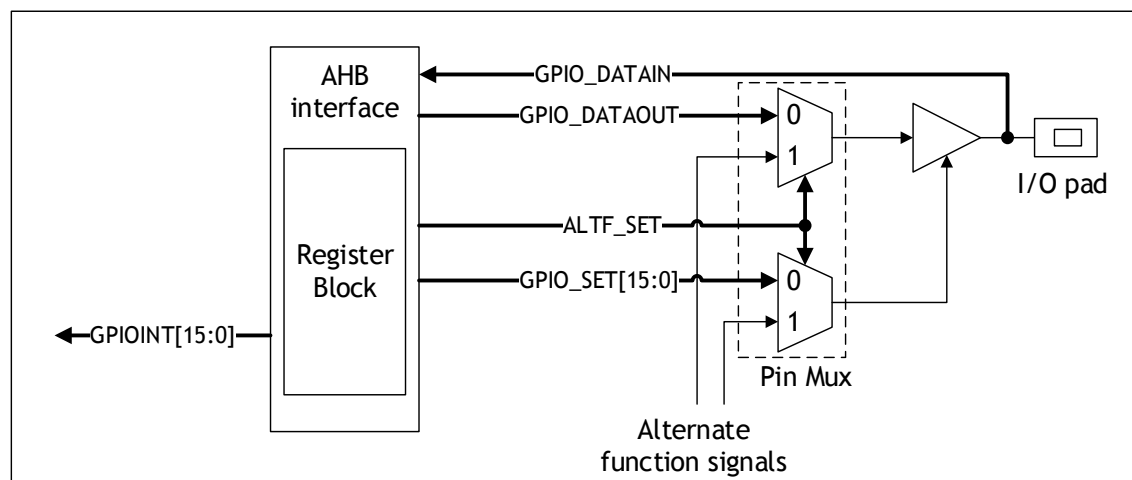 AHB
interface
GPIO_DATAIN
GPIO_DATAOUT
0
1
I/O pad
ALTF_SET
Register
Block
GPIO_SET[15:0]
0
1
GPIOINT[15:0]
Pin Mux
Alternate
function signals